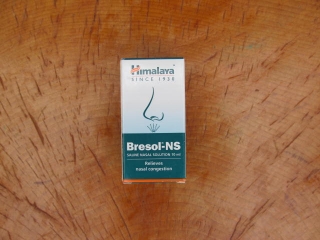 Himalaya
SINCE 1930
Bresol-NS
SALINE NASAL SOLUTION 10 ml
Relieves
nasal congestion